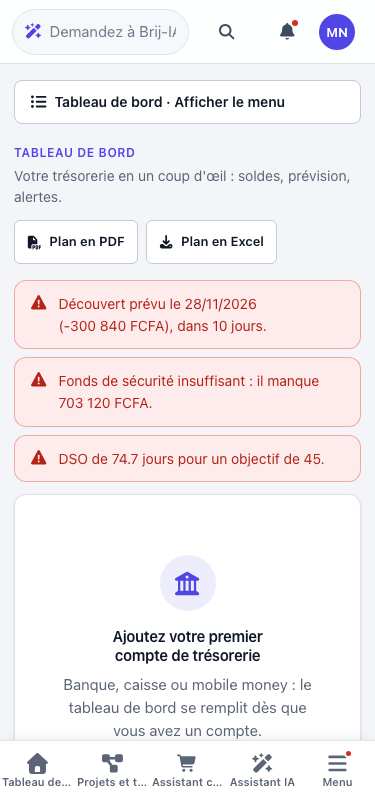 Demandez à Brij-IA
MN
Tableau de bord · Afficher le menu
TABLEAU DE BORD
Votre trésorerie en un coup d'œil : soldes, prévision,
alertes.
Plan en PDF
Plan en Excel
Découvert prévu le 28/11/2026
(-300 840 FCFA), dans 10 jours.
Fonds de sécurité insuffisant : il manque
703 120 FCFA.
DSO de 74.7 jours pour un objectif de 45.
Ajoutez votre premier
compte de trésorerie
Banque, caisse ou mobile money : le
tableau de bord se remplit dès que
vous avez un compte.
Tableau de...
Projets et t...
Assistant c...
Assistant IA
Menu